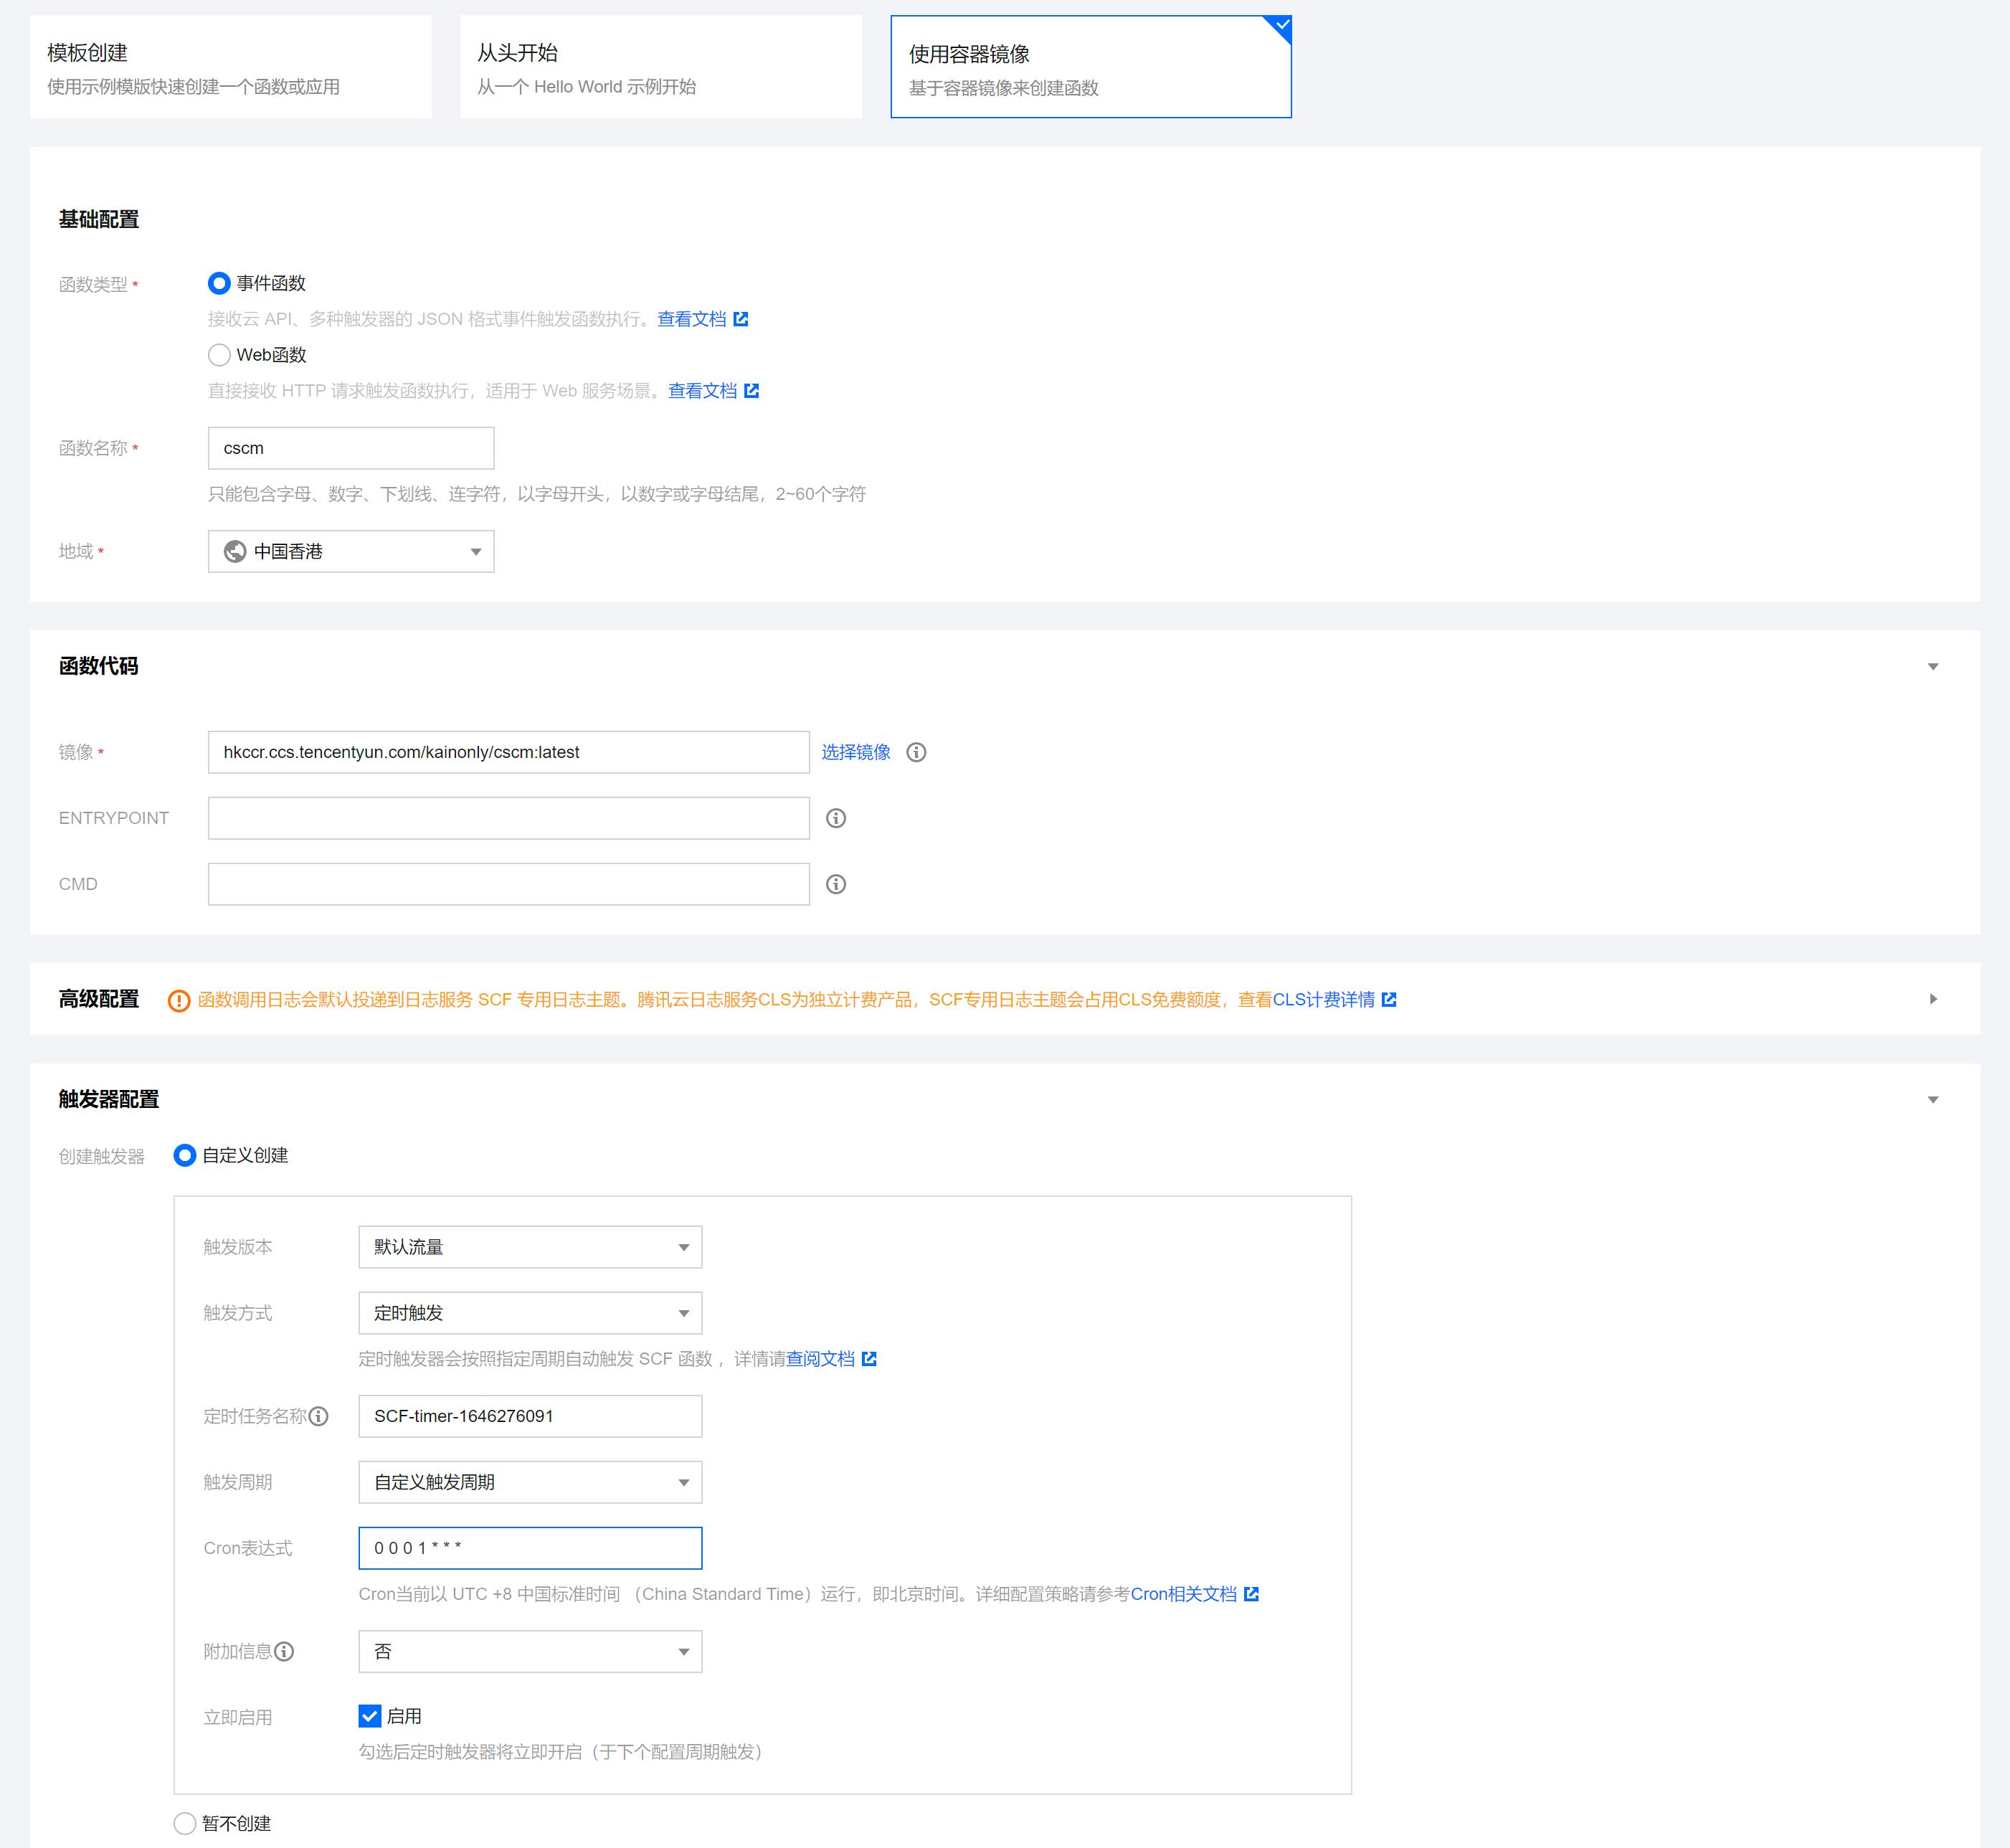 模板创建
使用示例模版快速创建一个函数或应用
从头开始
从一个 Hello World 示例开始
使用容器镜像
基于容器镜像来创建函数
基础配置
函数类型 *
事件函数
接收云 API、多种触发器的 JSON 格式事件触发函数执行。查看文档
Web函数
直接接收 HTTP 请求触发函数执行，适用于 Web 服务场景。查看文档
函数名称 *
cscm
只能包含字母、数字、下划线、连字符，以字母开头，以数字或字母结尾，2~60个字符
地域 *
中国香港
函数代码
镜像 *
hkccr.ccs.tencentyun.com/kainonly/cscm:latest
选择镜像
ENTRYPOINT
CMD
高级配置
函数调用日志会默认投递到日志服务 SCF 专用日志主题。腾讯云日志服务CLS为独立计费产品，SCF专用日志主题会占用CLS免费额度，查看CLS计费详情
触发器配置
创建触发器
自定义创建
触发版本
默认流量
触发方式
定时触发
定时触发器会按照指定周期自动触发 SCF 函数 ，详情请查阅文档
定时任务名称
SCF-timer-1646276091
触发周期
自定义触发周期
Cron表达式
0 0 0 1 * * *
Cron当前以 UTC +8 中国标准时间 （China Standard Time）运行，即北京时间。详细配置策略请参考Cron相关文档
附加信息
否
立即启用
启用
勾选后定时触发器将立即开启（于下个配置周期触发）
暂不创建